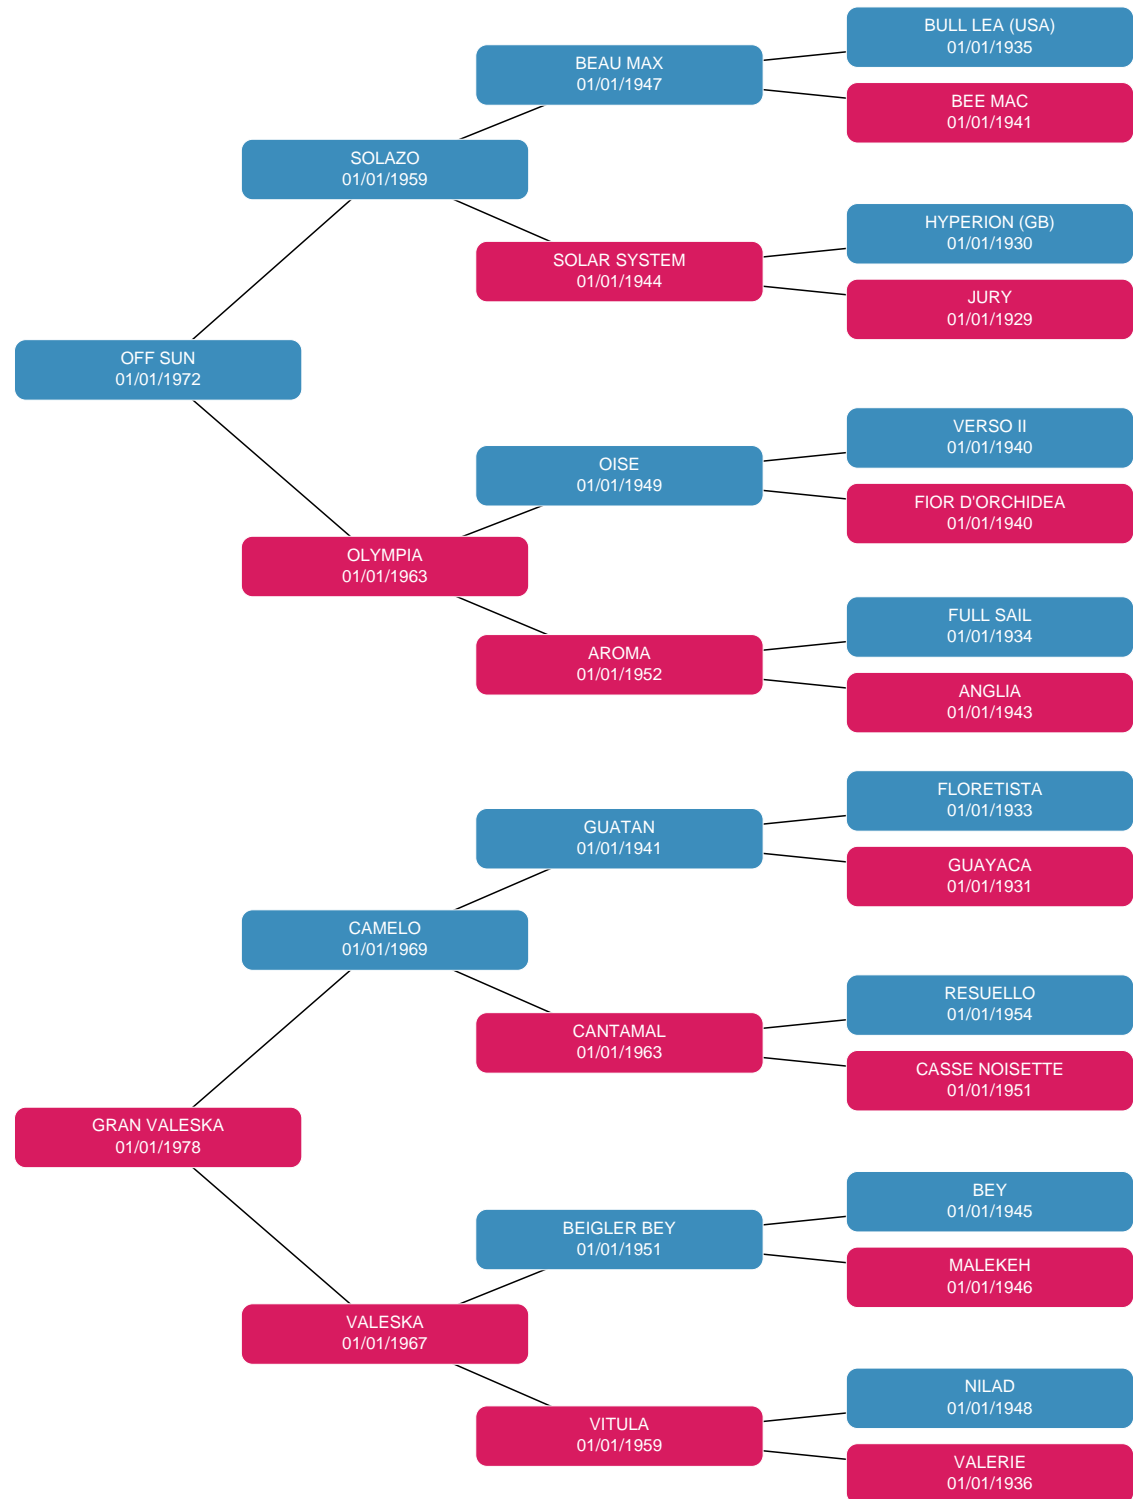 BULL LEA (USA)
01/01/1935
BEAU MAX
01/01/1947
BEE MAC
01/01/1941
SOLAZO
01/01/1959
HYPERION (GB)
01/01/1930
SOLAR SYSTEM
01/01/1944
JURY
01/01/1929
OFF SUN
01/01/1972
VERSO II
01/01/1940
OISE
01/01/1949
FIOR D'ORCHIDEA
01/01/1940
OLYMPIA
01/01/1963
FULL SAIL
01/01/1934
AROMA
01/01/1952
ANGLIA
01/01/1943
FLORETISTA
01/01/1933
GUATAN
01/01/1941
GUAYACA
01/01/1931
CAMELO
01/01/1969
RESUELLO
01/01/1954
CANTAMAL
01/01/1963
CASSE NOISETTE
01/01/1951
GRAN VALESKA
01/01/1978
BEY
01/01/1945
BEIGLER BEY
01/01/1951
MALEKEH
01/01/1946
VALESKA
01/01/1967
NILAD
01/01/1948
VITULA
01/01/1959
VALERIE
01/01/1936